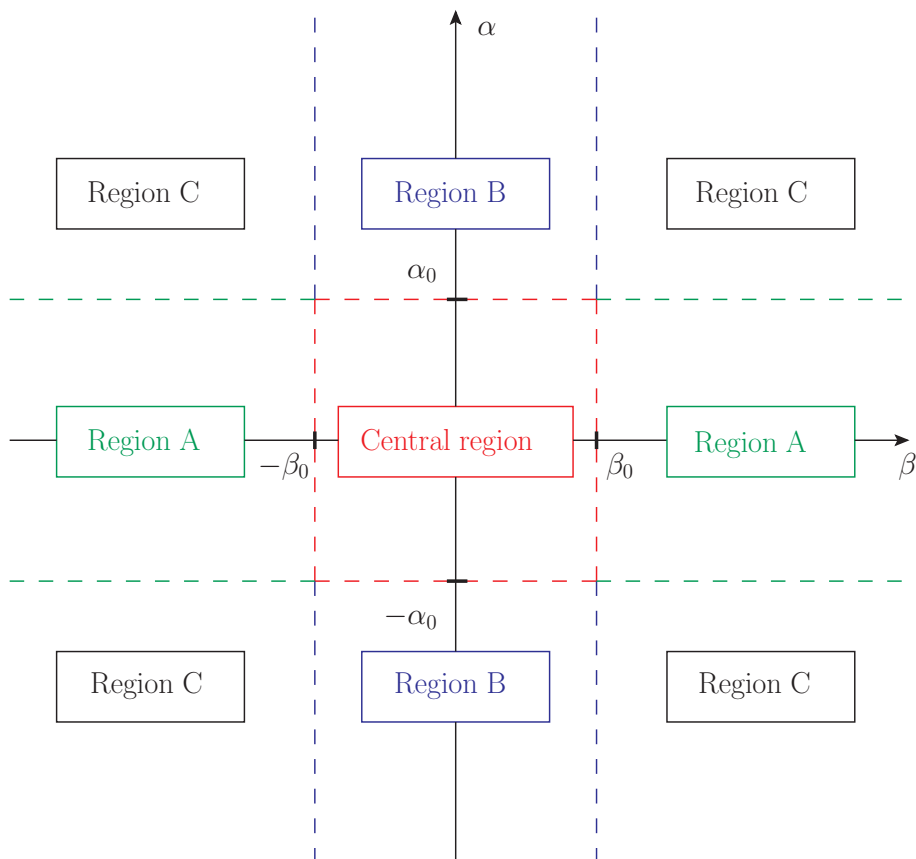 α
Region C
Region B
Region C
α₀
Region A
Central region
Region A
−β₀
β₀
β
−α₀
Region C
Region B
Region C